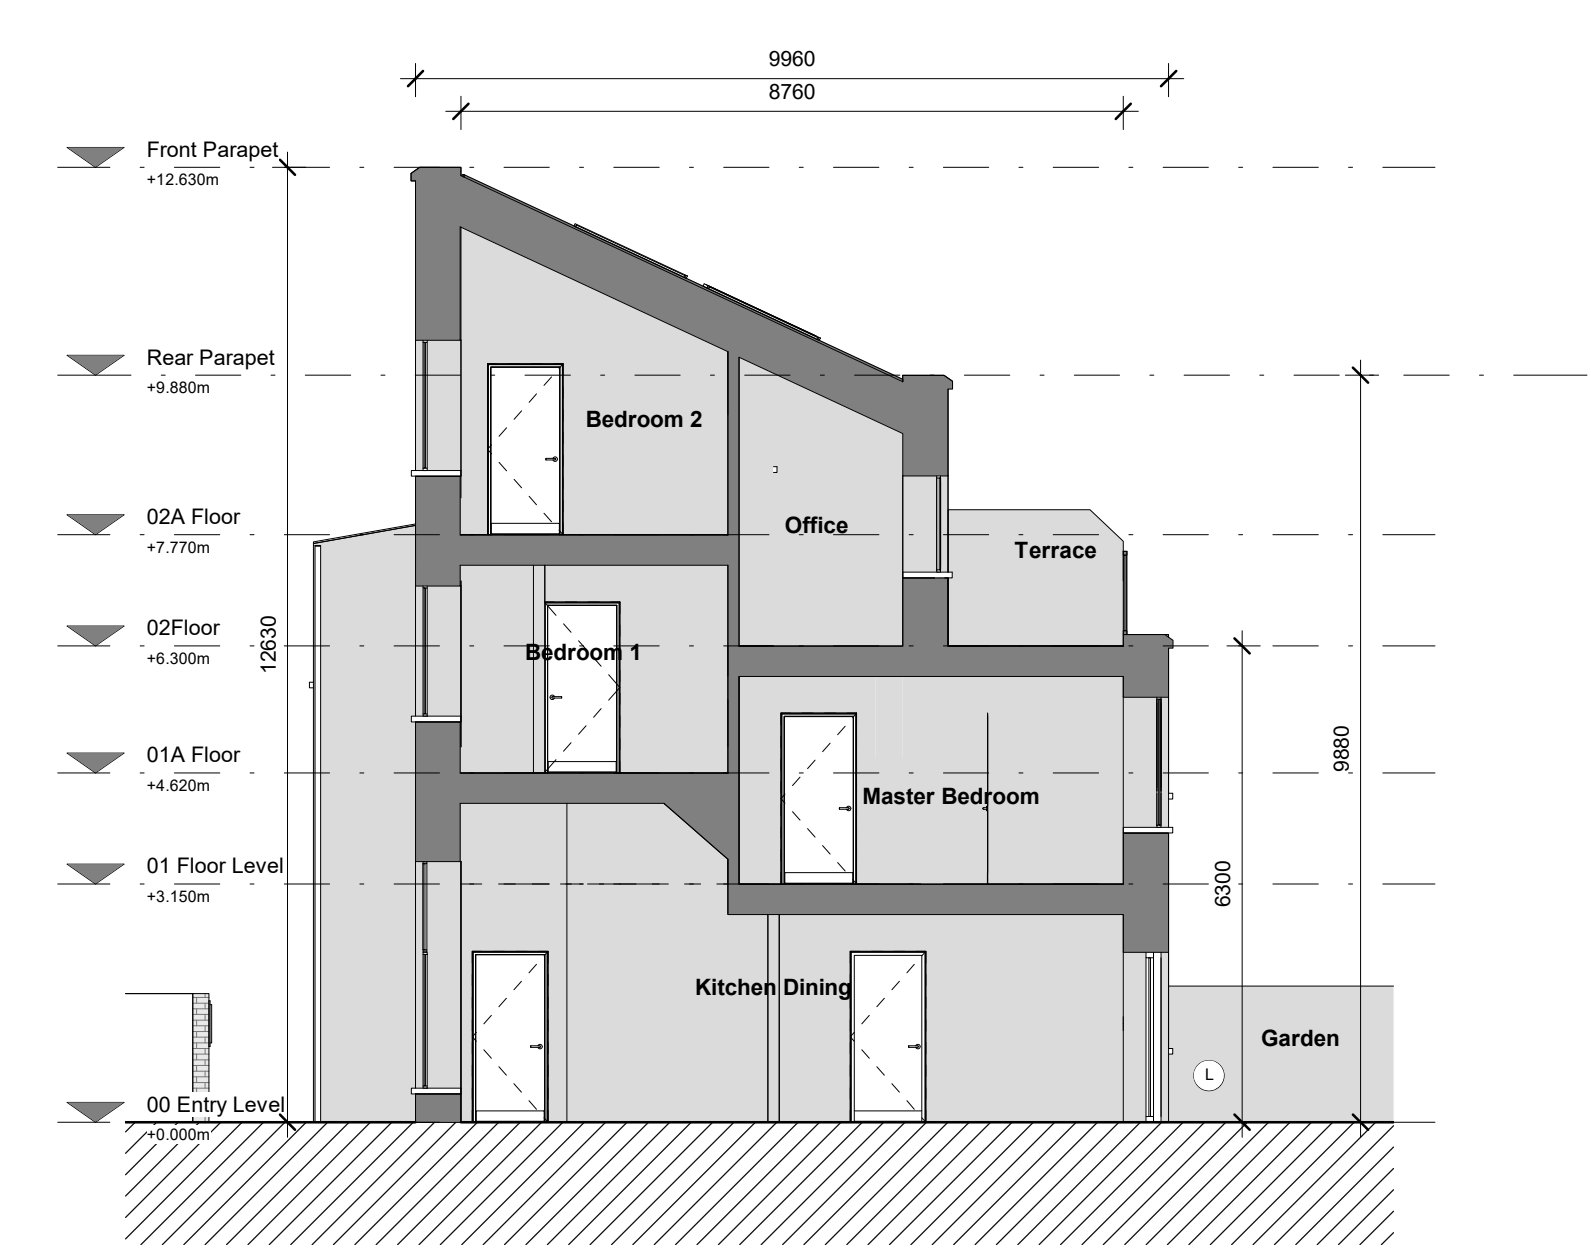 9960
8760
Front Parapet
+12.630m
Rear Parapet
+9.880m
Bedroom 2
02A Floor
+7.770m
Office
Terrace
02Floor
+6.300m
12630
Bedroom 1
01A Floor
+4.620m
9880
Master Bedroom
01 Floor Level
+3.150m
6300
Kitchen Dining
Garden
L
00 Entry Level
+0.000m